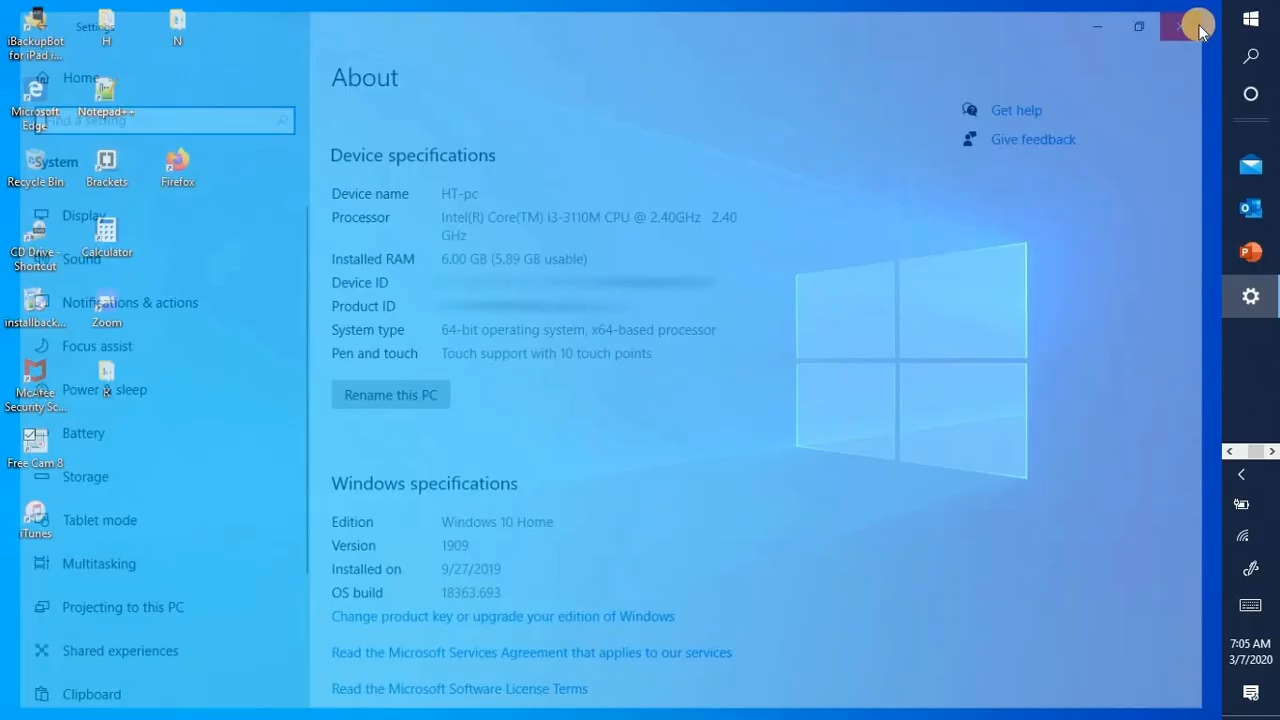 Settings
Home
Find a setting
System
Display
Sound
Notifications & actions
Focus assist
Power & sleep
Battery
Storage
Tablet mode
Multitasking
Projecting to this PC
Shared experiences
Clipboard
iBackupBot
for iPad i...
H
N
Microsoft
Edge
Notepad++
Recycle Bin
Brackets
Firefox
CD Drive -
Shortcut
Calculator
installback...
Zoom
McAfee
Security Sc...
R
Free Cam 8
iTunes
About
Device specifications
Device name HT-pc
Processor Intel(R) Core(TM) i3-3110M CPU @ 2.40GHz 2.40
GHz
Installed RAM 6.00 GB (5.89 GB usable)
Device ID
Product ID
System type 64-bit operating system, x64-based processor
Pen and touch Touch support with 10 touch points
Rename this PC
Windows specifications
Edition Windows 10 Home
Version 1909
Installed on 9/27/2019
OS build 18363.693
Change product key or upgrade your edition of Windows
Read the Microsoft Services Agreement that applies to our services
Read the Microsoft Software License Terms
Get help
Give feedback
7:05 AM
3/7/2020